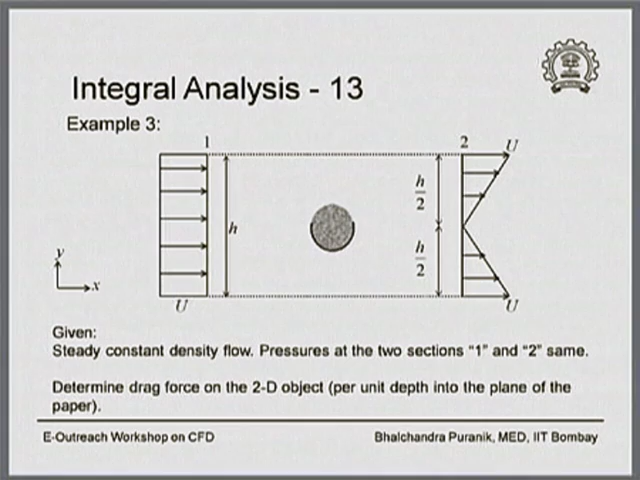 Integral Analysis - 13
Example 3:
1
2
U
h
2
h
h
2
y
x
U
U
Given:
Steady constant density flow. Pressures at the two sections "1" and "2" same.
Determine drag force on the 2-D object (per unit depth into the plane of the
paper).
E-Outreach Workshop on CFD
Bhalchandra Puranik, MED, IIT Bombay